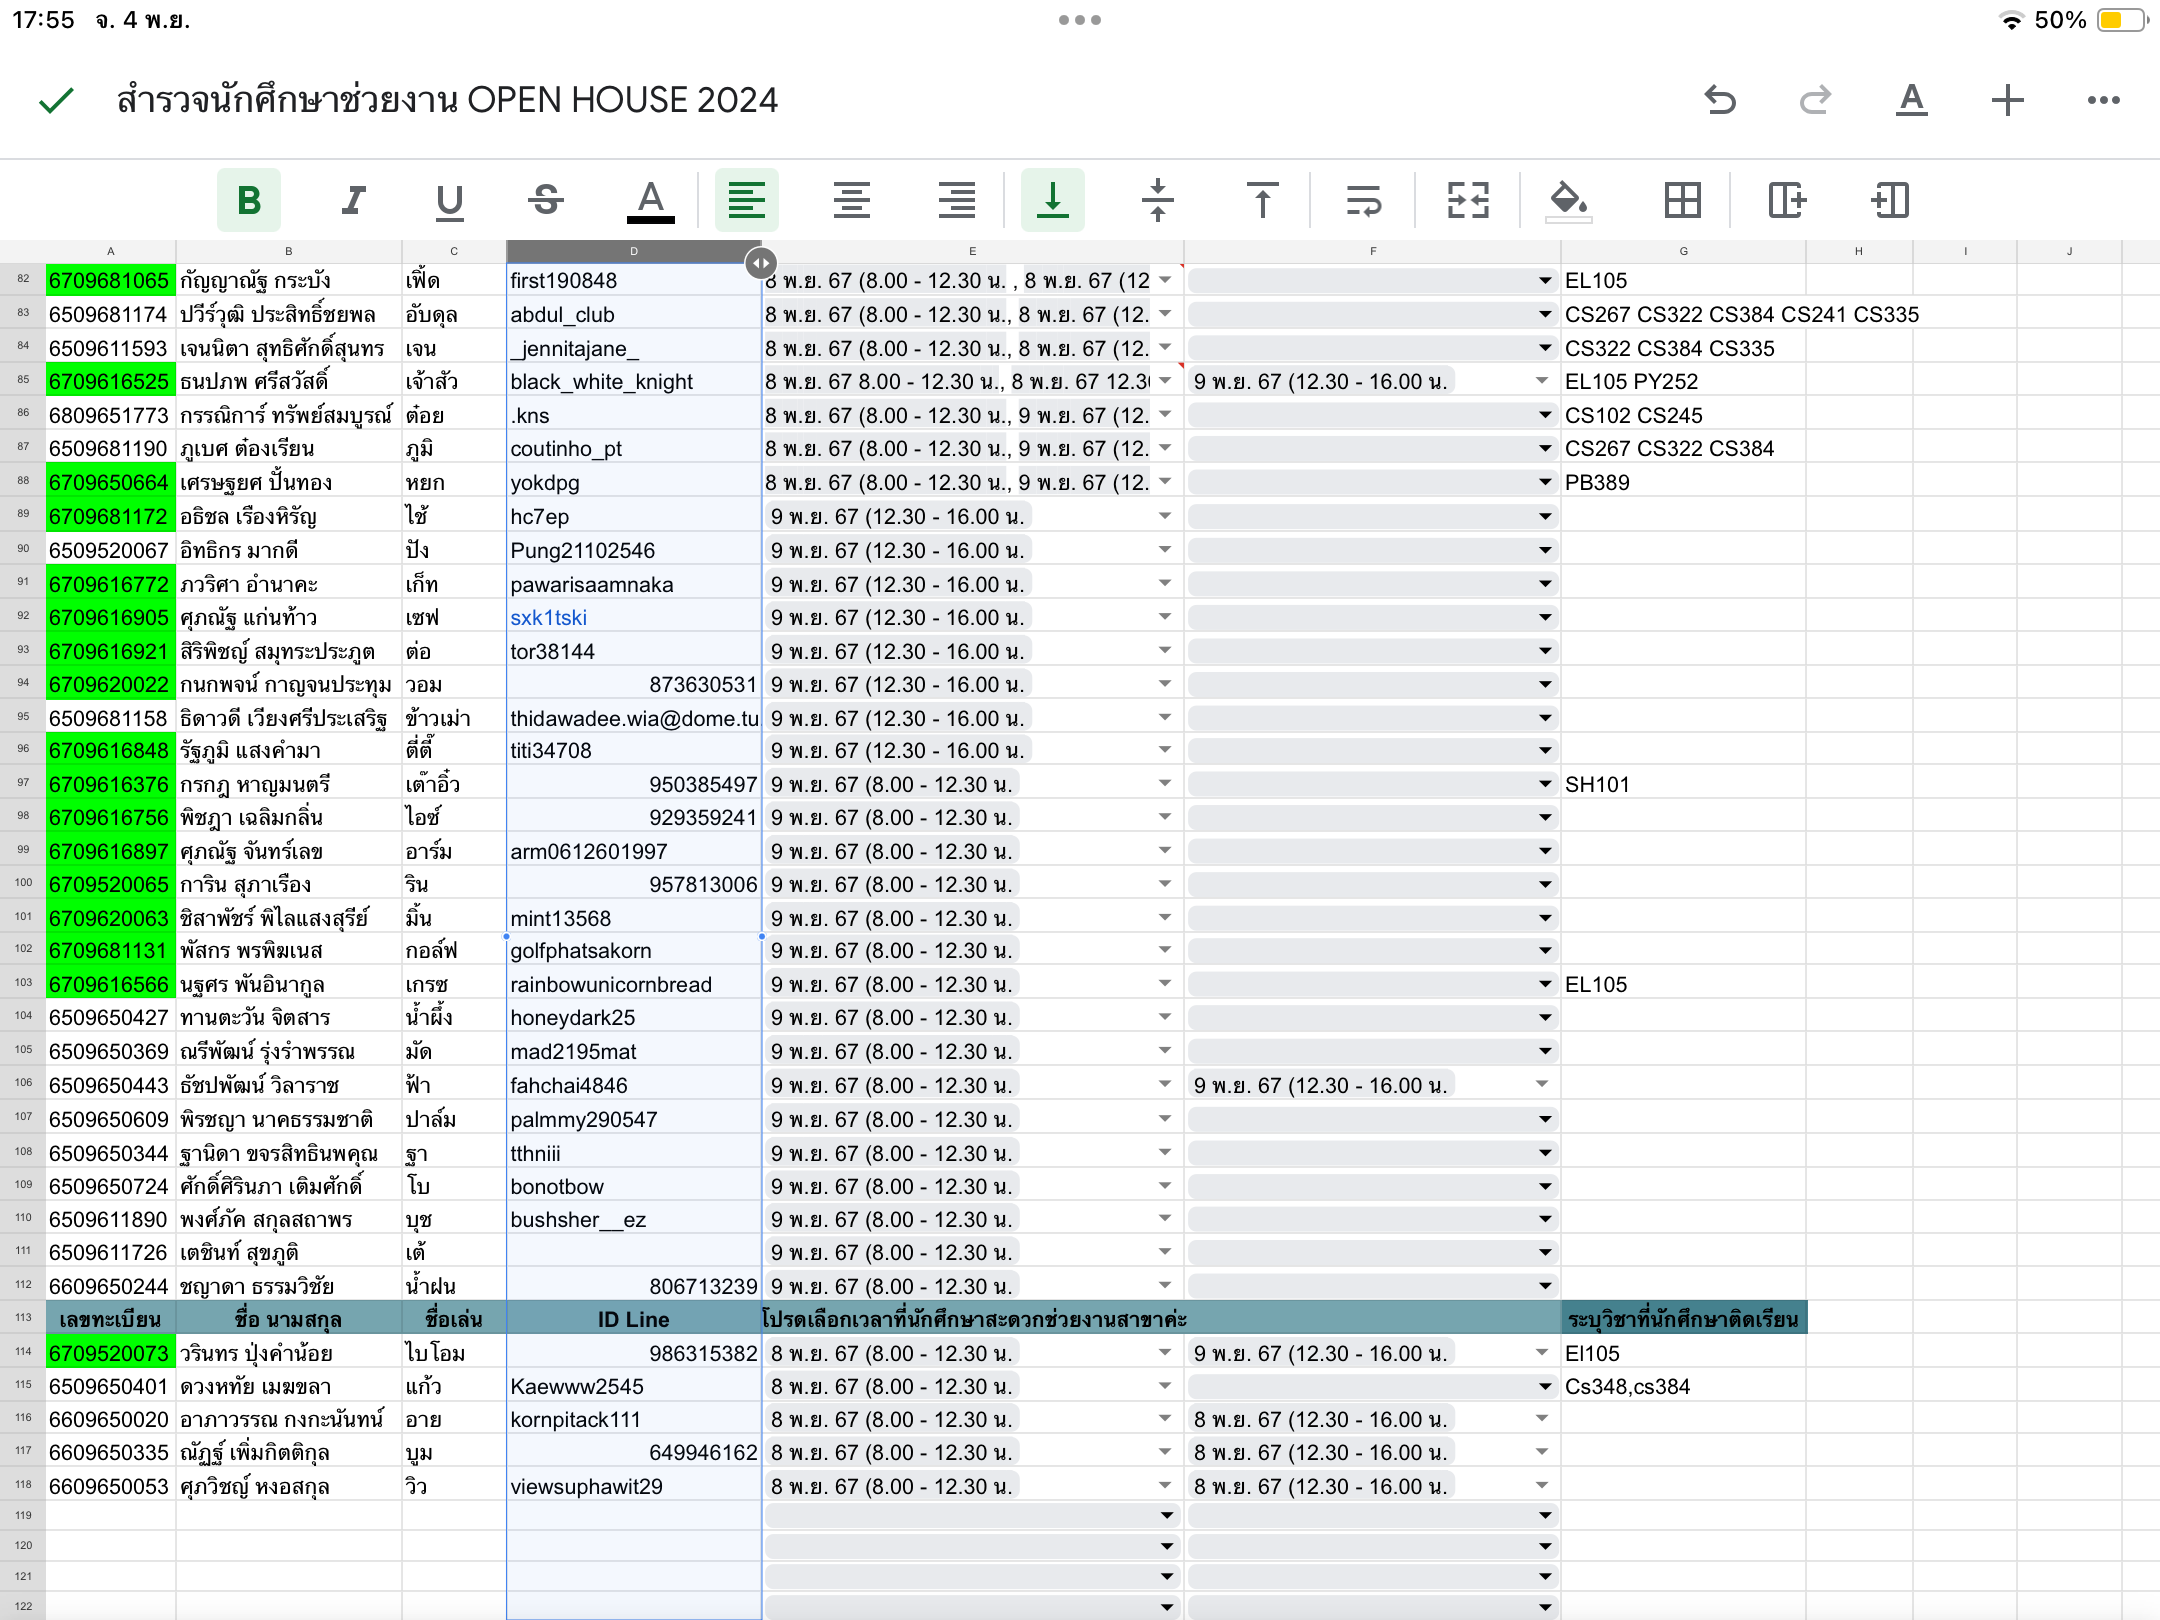 17:55 จ. 4 พ.ย. 50%
สำรวจนักศึกษาช่วยงาน OPEN HOUSE 2024
B I U S A
A B C D E F G H I J
82 6709681065 กัญญาณัฐ กระบัง เฟิ้ด first190848 8 พ.ย. 67 (8.00 - 12.30 น. , 8 พ.ย. 67 (12 EL105
83 6509681174 ปวีร์วุฒิ ประสิทธิ์ชยพล อับดุล abdul_club 8 พ.ย. 67 (8.00 - 12.30 น., 8 พ.ย. 67 (12. CS267 CS322 CS384 CS241 CS335
84 6509611593 เจนนิตา สุทธิศักดิ์สุนทร เจน _jennitajane_ 8 พ.ย. 67 (8.00 - 12.30 น., 8 พ.ย. 67 (12. CS322 CS384 CS335
85 6709616525 ธนปภพ ศรีสวัสดิ์ เจ้าสัว black_white_knight 8 พ.ย. 67 8.00 - 12.30 น., 8 พ.ย. 67 12.30 9 พ.ย. 67 (12.30 - 16.00 น. EL105 PY252
86 6809651773 กรรณิการ์ ทรัพย์สมบูรณ์ ต๋อย .kns 8 พ.ย. 67 (8.00 - 12.30 น., 9 พ.ย. 67 (12. CS102 CS245
87 6509681190 ภูเบศ ต๋องเรียน ภูมิ coutinho_pt 8 พ.ย. 67 (8.00 - 12.30 น., 9 พ.ย. 67 (12. CS267 CS322 CS384
88 6709650664 เศรษฐยศ ปั้นทอง หยก yokdpg 8 พ.ย. 67 (8.00 - 12.30 น., 9 พ.ย. 67 (12. PB389
89 6709681172 อธิชล เรืองหิรัญ ไช้ hc7ep 9 พ.ย. 67 (12.30 - 16.00 น.
90 6509520067 อิทธิกร มากดี ปัง Pung21102546 9 พ.ย. 67 (12.30 - 16.00 น.
91 6709616772 ภวริศา อำนาคะ เก็ท pawarisaamnaka 9 พ.ย. 67 (12.30 - 16.00 น.
92 6709616905 ศุภณัฐ แก่นท้าว เซฟ sxk1tski 9 พ.ย. 67 (12.30 - 16.00 น.
93 6709616921 สิริพิชญ์ สมุทระประภูต ต่อ tor38144 9 พ.ย. 67 (12.30 - 16.00 น.
94 6709620022 กนกพจน์ กาญจนประทุม วอม 873630531 9 พ.ย. 67 (12.30 - 16.00 น.
95 6509681158 ธิดาวดี เวียงศรีประเสริฐ ข้าวเม่า thidawadee.wia@dome.tu. 9 พ.ย. 67 (12.30 - 16.00 น.
96 6709616848 รัฐภูมิ แสงคำมา ตี่ตี๋ titi34708 9 พ.ย. 67 (12.30 - 16.00 น.
97 6709616376 กรกฎ หาญมนตรี เต๊าอิ๋ว 950385497 9 พ.ย. 67 (8.00 - 12.30 น. SH101
98 6709616756 พิชฎา เฉลิมกลิ่น ไอซ์ 929359241 9 พ.ย. 67 (8.00 - 12.30 น.
99 6709616897 ศุภณัฐ จันทร์เลข อาร์ม arm0612601997 9 พ.ย. 67 (8.00 - 12.30 น.
100 6709520065 การิน สุภาเรือง ริน 957813006 9 พ.ย. 67 (8.00 - 12.30 น.
101 6709620063 ชิสาพัชร์ พิไลแสงสุรีย์ มิ้น mint13568 9 พ.ย. 67 (8.00 - 12.30 น.
102 6709681131 พัสกร พรพิฆเนส กอล์ฟ golfphatsakorn 9 พ.ย. 67 (8.00 - 12.30 น.
103 6709616566 นฐศร พันอินากูล เกรซ rainbowunicornbread 9 พ.ย. 67 (8.00 - 12.30 น. EL105
104 6509650427 ทานตะวัน จิตสาร น้ำผึ้ง honeydark25 9 พ.ย. 67 (8.00 - 12.30 น.
105 6509650369 ณรีพัฒน์ รุ่งรำพรรณ มัด mad2195mat 9 พ.ย. 67 (8.00 - 12.30 น.
106 6509650443 ธัชปพัฒน์ วิลาราช ฟ้า fahchai4846 9 พ.ย. 67 (8.00 - 12.30 น. 9 พ.ย. 67 (12.30 - 16.00 น.
107 6509650609 พิรชญา นาคธรรมชาติ ปาล์ม palmmy290547 9 พ.ย. 67 (8.00 - 12.30 น.
108 6509650344 ฐานิดา ขจรสิทธินพคุณ ฐา tthniii 9 พ.ย. 67 (8.00 - 12.30 น.
109 6509650724 ศักดิ์ศิรินภา เติมศักดิ์ โบ bonotbow 9 พ.ย. 67 (8.00 - 12.30 น.
110 6509611890 พงศ์ภัค สกุลสถาพร บุช bushsher__ez 9 พ.ย. 67 (8.00 - 12.30 น.
111 6509611726 เตชินท์ สุขภูติ เต้ 9 พ.ย. 67 (8.00 - 12.30 น.
112 6609650244 ชญาดา ธรรมวิชัย น้ำฝน 806713239 9 พ.ย. 67 (8.00 - 12.30 น.
113 เลขทะเบียน ชื่อ นามสกุล ชื่อเล่น ID Line โปรดเลือกเวลาที่นักศึกษาสะดวกช่วยงานสาขาค่ะ ระบุวิชาที่นักศึกษาติดเรียน
114 6709520073 วรินทร ปุ่งคำน้อย ไบโอม 986315382 8 พ.ย. 67 (8.00 - 12.30 น. 9 พ.ย. 67 (12.30 - 16.00 น. El105
115 6509650401 ดวงหทัย เมฆขลา แก้ว Kaewww2545 8 พ.ย. 67 (8.00 - 12.30 น. Cs348,cs384
116 6609650020 อาภาวรรณ กงกะนันทน์ อาย kornpitack111 8 พ.ย. 67 (8.00 - 12.30 น. 8 พ.ย. 67 (12.30 - 16.00 น.
117 6609650335 ณัฏฐ์ เพิ่มกิตติกุล บูม 649946162 8 พ.ย. 67 (8.00 - 12.30 น. 8 พ.ย. 67 (12.30 - 16.00 น.
118 6609650053 ศุภวิชญ์ หงอสกุล วิว viewsuphawit29 8 พ.ย. 67 (8.00 - 12.30 น. 8 พ.ย. 67 (12.30 - 16.00 น.
119
120
121
122